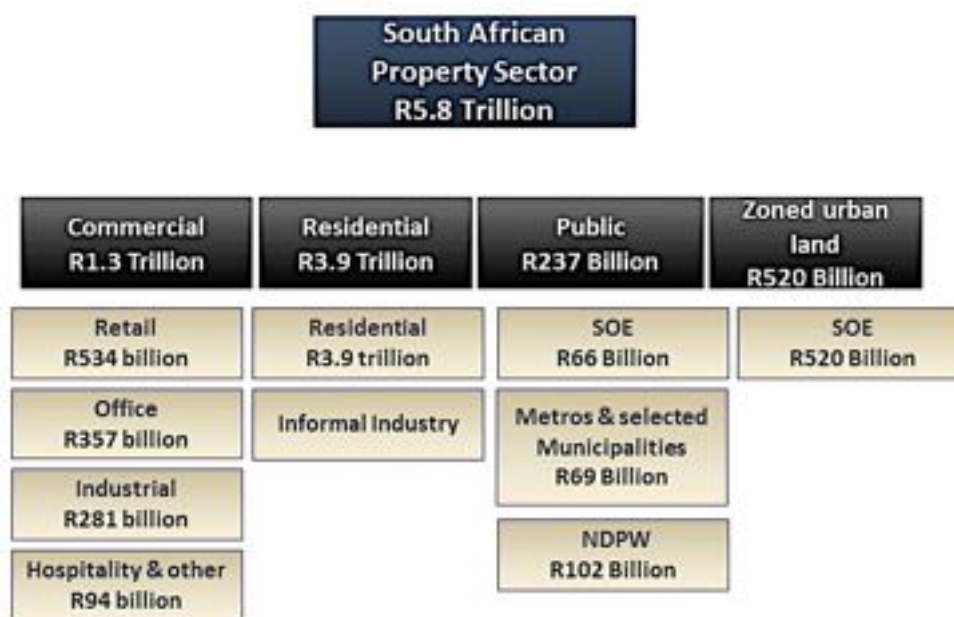 South African
Property Sector
R5.8 Trillion
Commercial
R1.3 Trillion
Residential
R3.9 Trillion
Public
R237 Billion
Zoned urban
land
R520 Billion
Retail
R534 billion
Office
R357 billion
Industrial
R281 billion
Hospitality & other
R94 billion
Residential
R3.9 trillion
Informal Industry
SOE
R66 Billion
Metros & selected
Municipalities
R69 Billion
NDPW
R102 Billion
SOE
R520 Billion